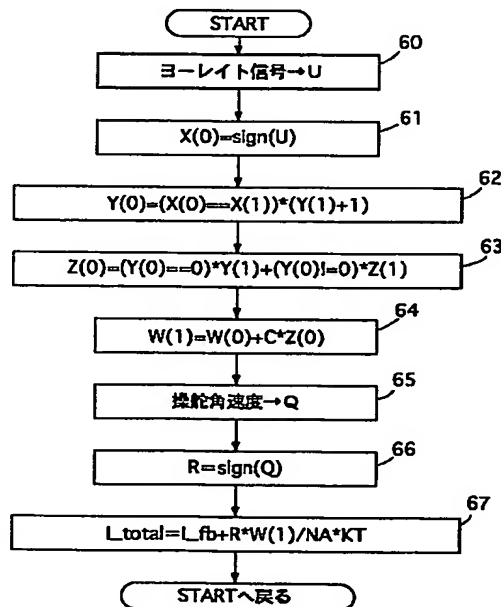 START
60
ヨーレイト信号→U
61
X(0)=sign(U)
62
Y(0)=(X(0)==X(1))*(Y(1)+1)
63
Z(0)=(Y(0)==0)*Y(1)+(Y(0)!=0)*Z(1)
64
W(1)=W(0)+C*Z(0)
65
操舵角速度→Q
66
R=sign(Q)
67
I_total=I_fb+R*W(1)/NA*KT
STARTへ戻る